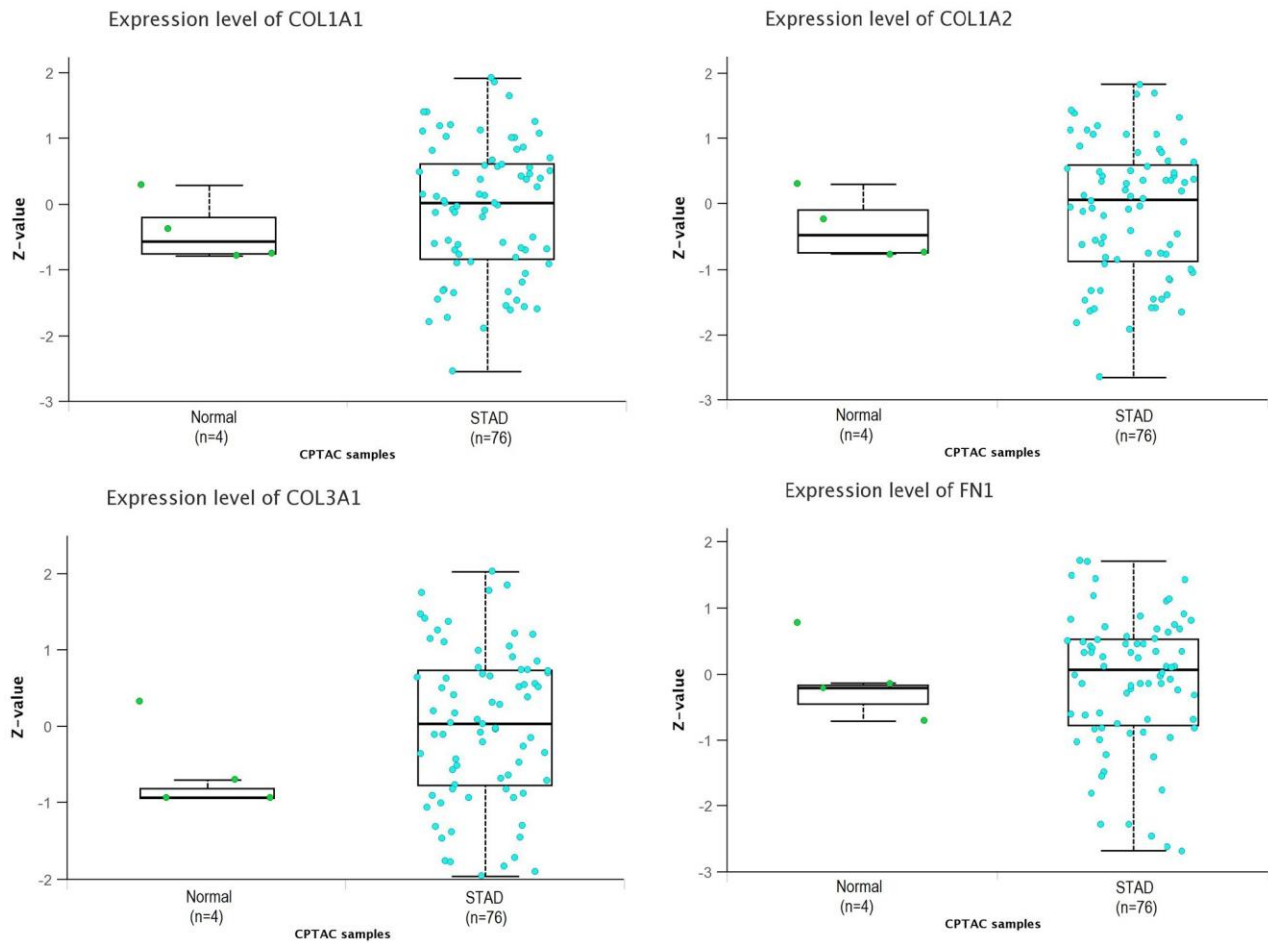 Expression level of COL1A1
Z-value
2
1
0
-1
-2
-3
Normal
(n=4)
STAD
(n=76)
CPTAC samples
Expression level of COL1A2
Z-value
2
1
0
-1
-2
-3
Normal
(n=4)
STAD
(n=76)
CPTAC samples
Expression level of COL3A1
Z-value
2
1
0
-1
-2
Normal
(n=4)
STAD
(n=76)
CPTAC samples
Expression level of FN1
Z-value
2
1
0
-1
-2
-3
Normal
(n=4)
STAD
(n=76)
CPTAC samples